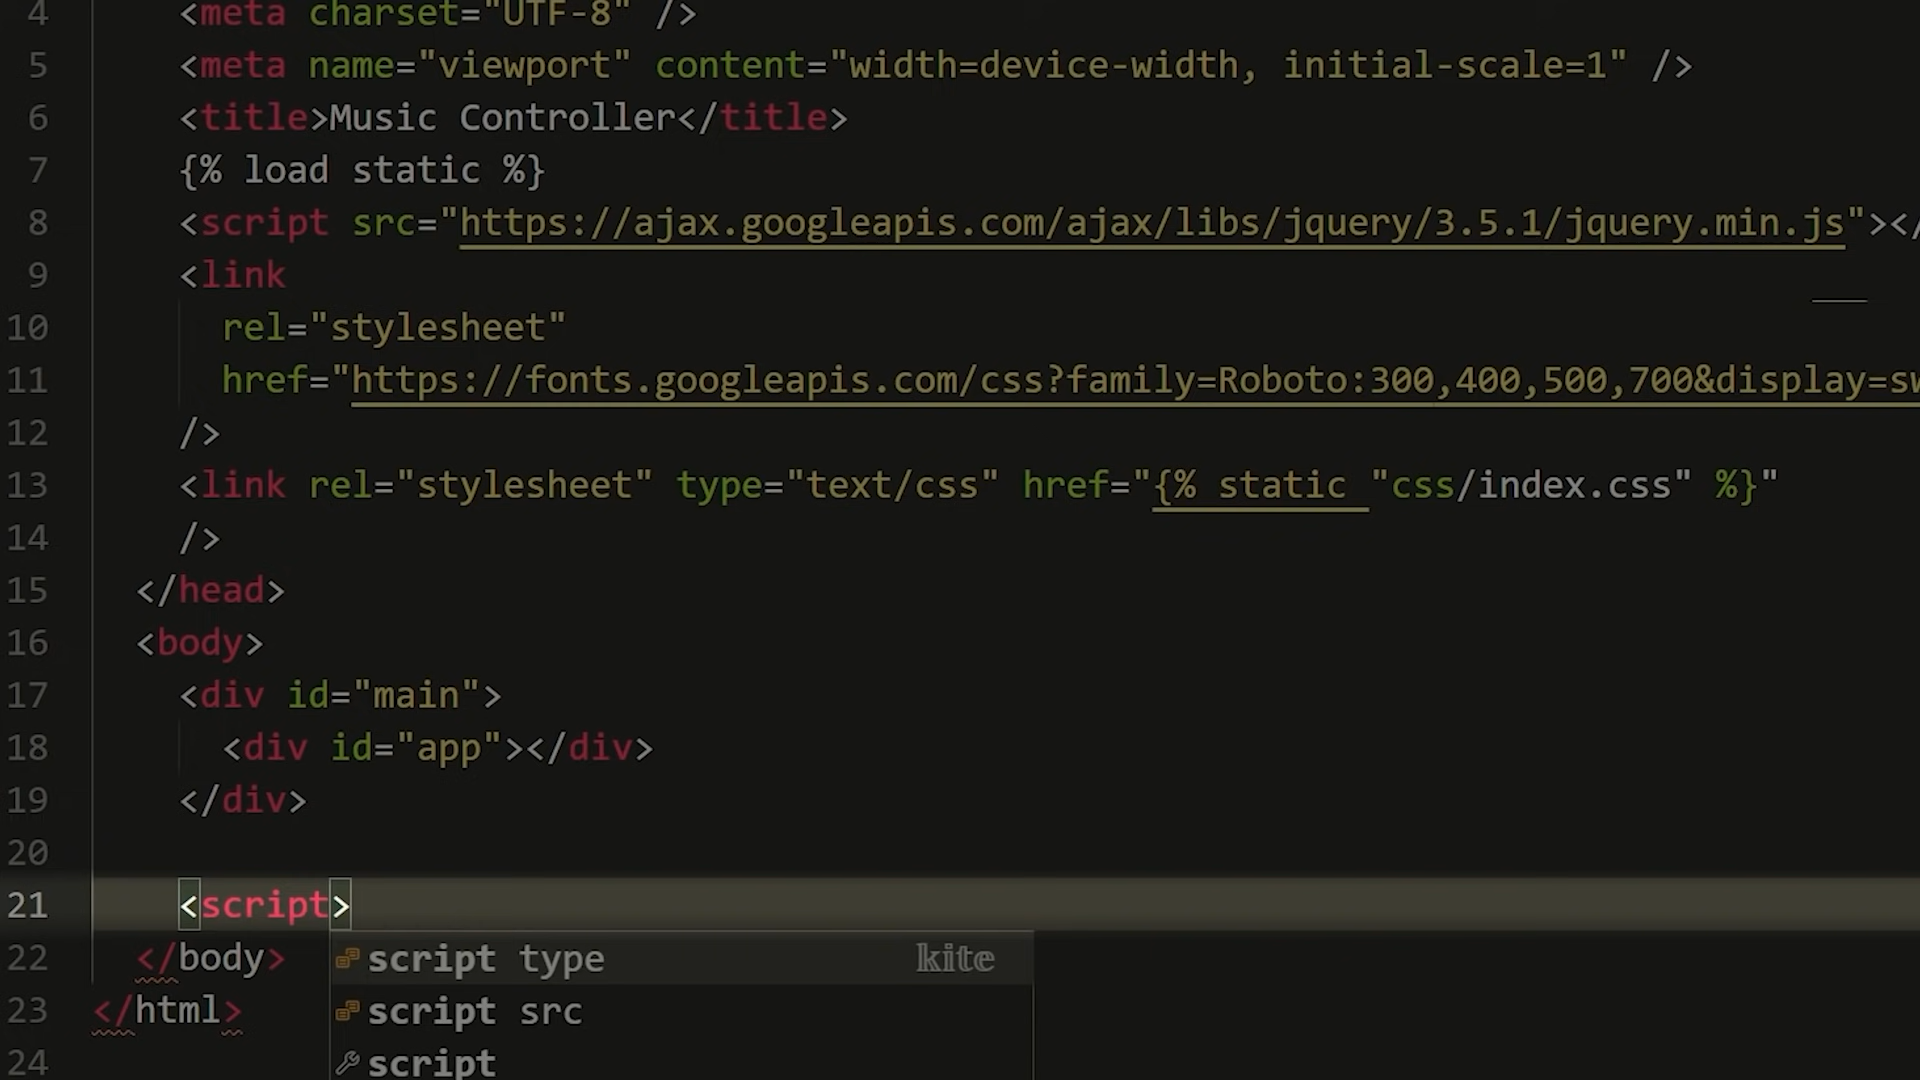 4 <meta charset="UTF-8" />
5 <meta name="viewport" content="width=device-width, initial-scale=1" />
6 <title>Music Controller</title>
7 {% load static %}
8 <script src="https://ajax.googleapis.com/ajax/libs/jquery/3.5.1/jquery.min.js"></
9 <link
10 rel="stylesheet"
11 href="https://fonts.googleapis.com/css?family=Roboto:300,400,500,700&display=sw
12 />
13 <link rel="stylesheet" type="text/css" href="{% static "css/index.css" %}"
14 />
15 </head>
16 <body>
17 <div id="main">
18 <div id="app"></div>
19 </div>
20
21 <script>
22 </body>
script type kite
23 </html>
script src
24
script